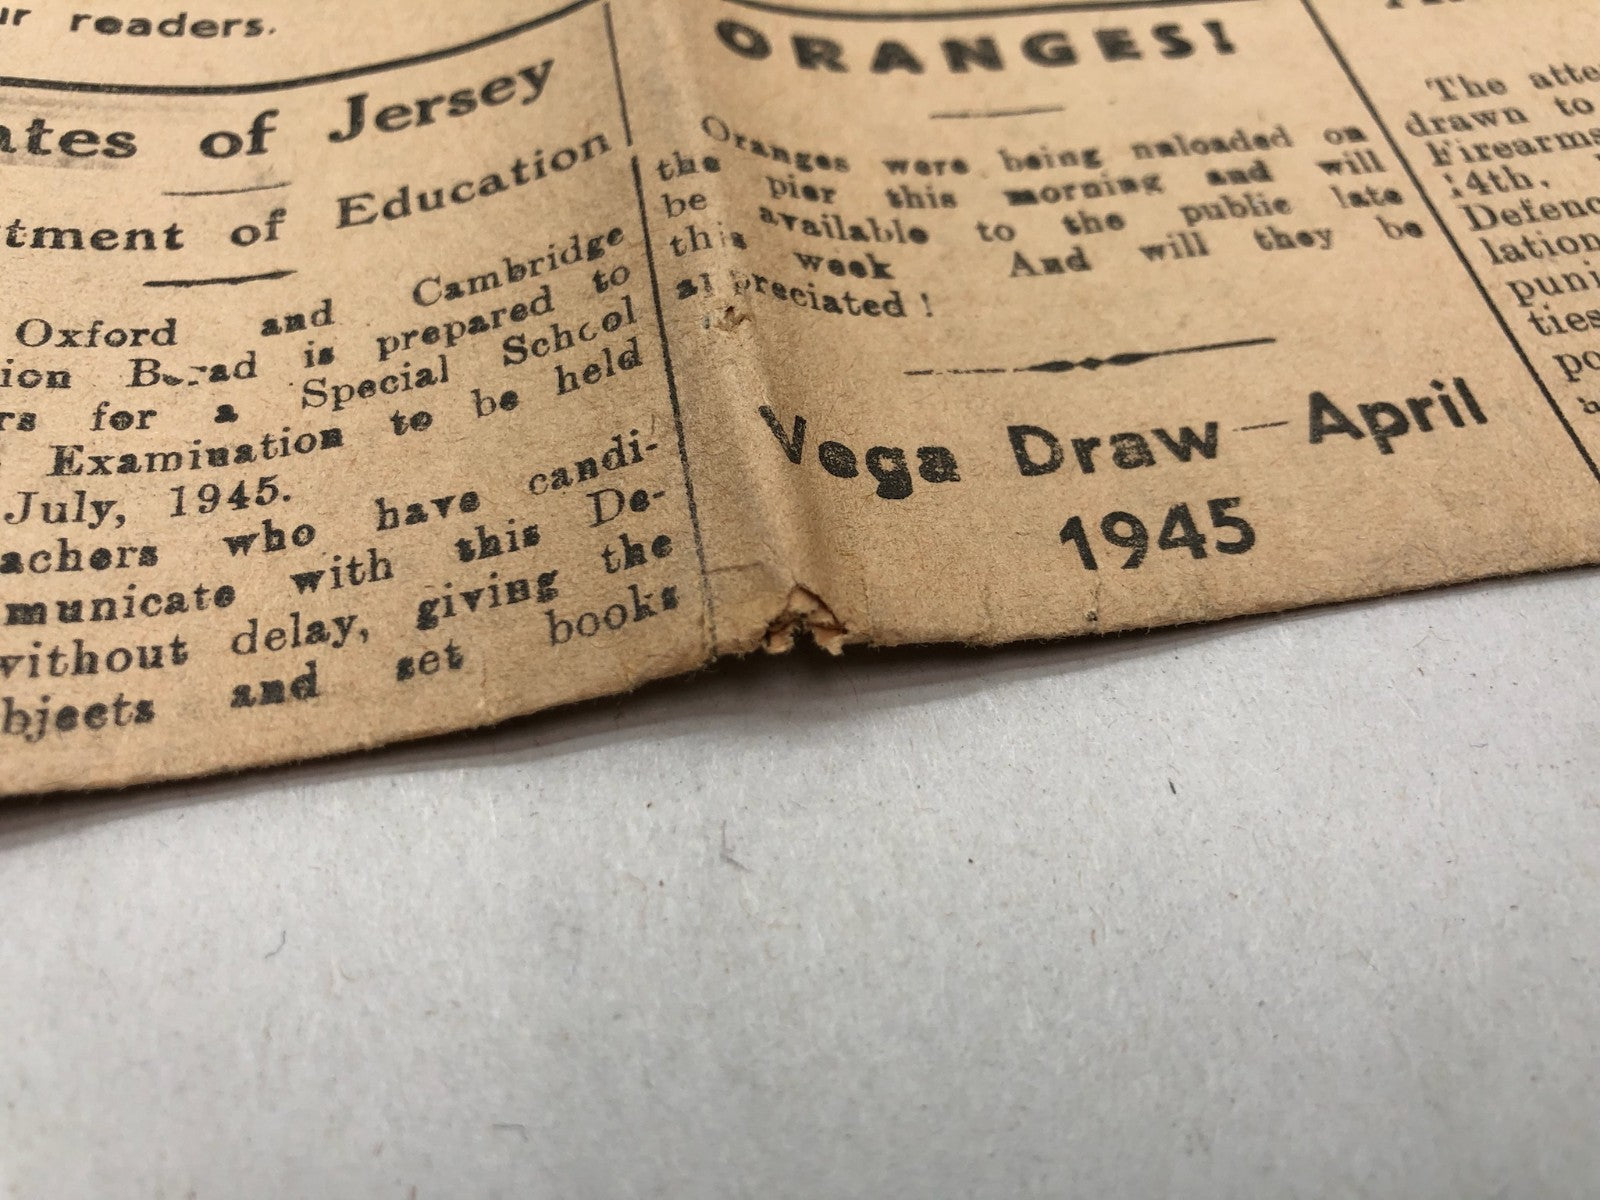 ur readers.
ates of Jersey
tment of Education
Oxford and Cambridge
ion Borad is prepared to
rs for a Special School
Examination to be held
July, 1945.
achers who have candi-
municate with this De-
without delay, giving the
bjects and set books
ORANGES!
Oranges were being naloaded on
the pier this morning and will
be available to the public late
this week And will they be
appreciated !
Vega Draw — April
1945
The atte
drawn to
Firearms
14th.
Defenc
lation
puni
ties
po